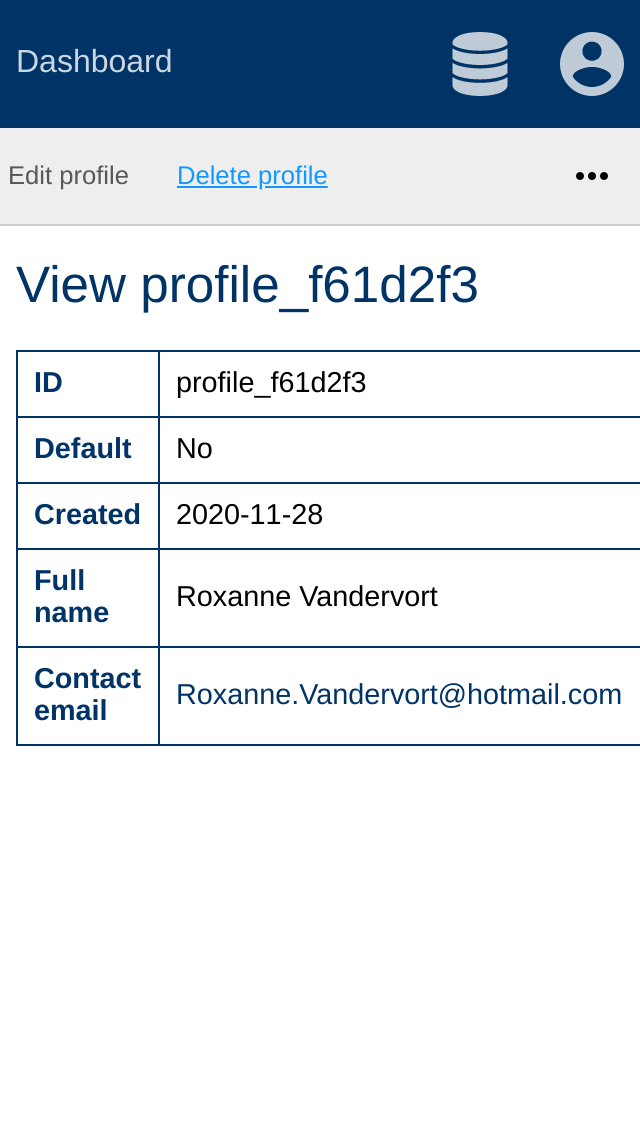 Dashboard
Edit profile Delete profile
View profile_f61d2f3
ID profile_f61d2f3
Default No
Created 2020-11-28
Full
name
Roxanne Vandervort
Contact
email
Roxanne.Vandervort@hotmail.com